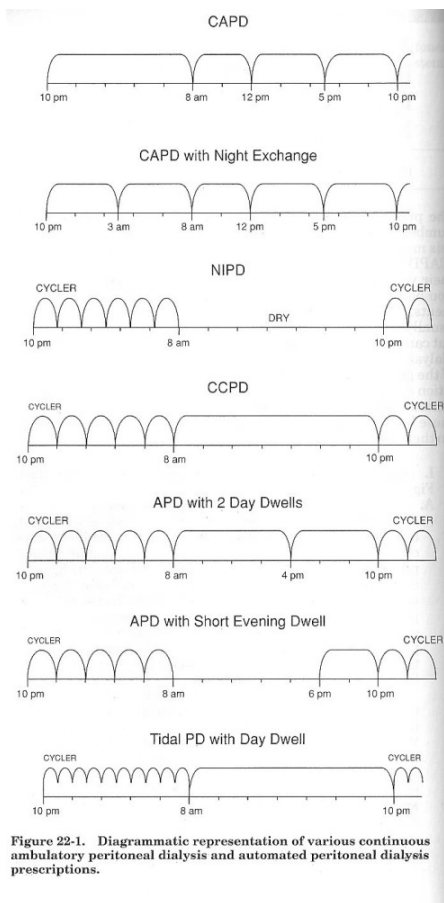 CAPD
10 pm 8 am 12 pm 5 pm 10 pm
CAPD with Night Exchange
10 pm 3 am 8 am 12 pm 5 pm 10 pm
NIPD
CYCLER CYCLER
DRY
10 pm 8 am 10 pm
CCPD
CYCLER CYCLER
10 pm 8 am 10 pm
APD with 2 Day Dwells
CYCLER CYCLER
10 pm 8 am 4 pm 10 pm
APD with Short Evening Dwell
CYCLER CYCLER
10 pm 8 am 6 pm 10 pm
Tidal PD with Day Dwell
CYCLER CYCLER
10 pm 8 am 10 pm
Figure 22-1. Diagrammatic representation of various continuous
ambulatory peritoneal dialysis and automated peritoneal dialysis
prescriptions.